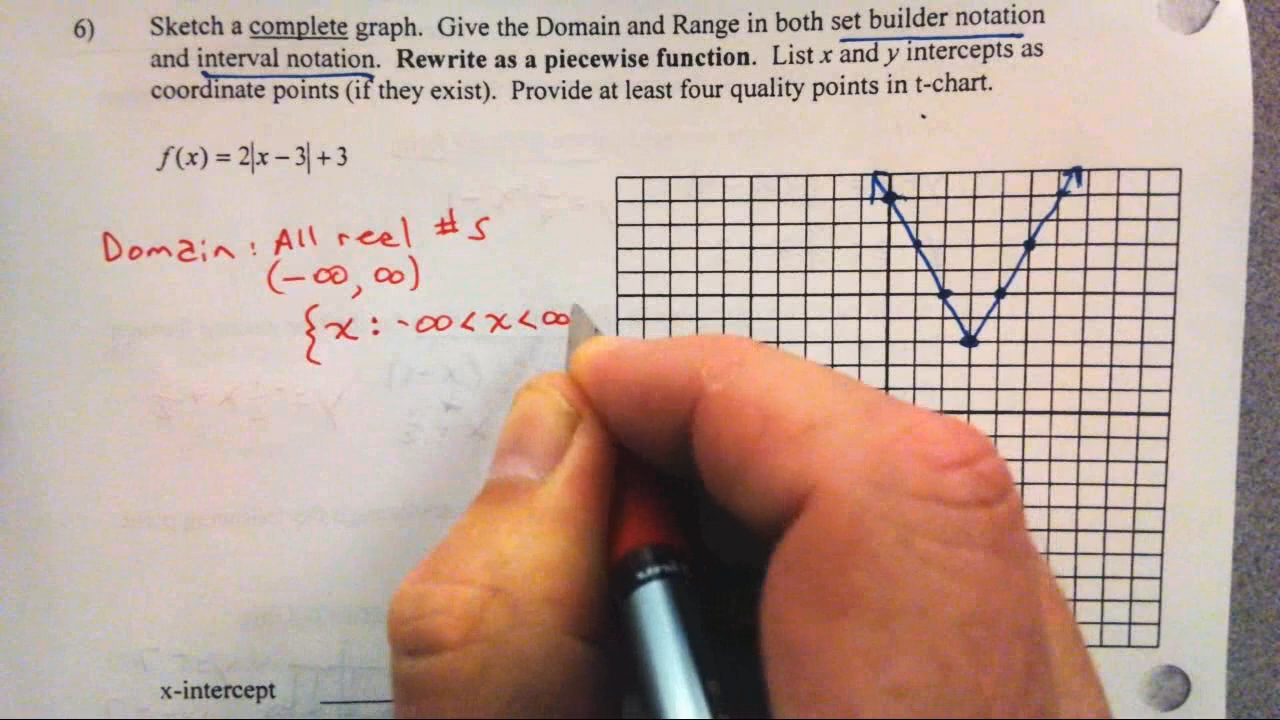 6) Sketch a complete graph. Give the Domain and Range in both set builder notation
and interval notation. Rewrite as a piecewise function. List x and y intercepts as
coordinate points (if they exist). Provide at least four quality points in t-chart.
f(x) = 2|x − 3| + 3
Domain: All reel #s
(-∞, ∞)
{x : -∞ < x < ∞
x-intercept